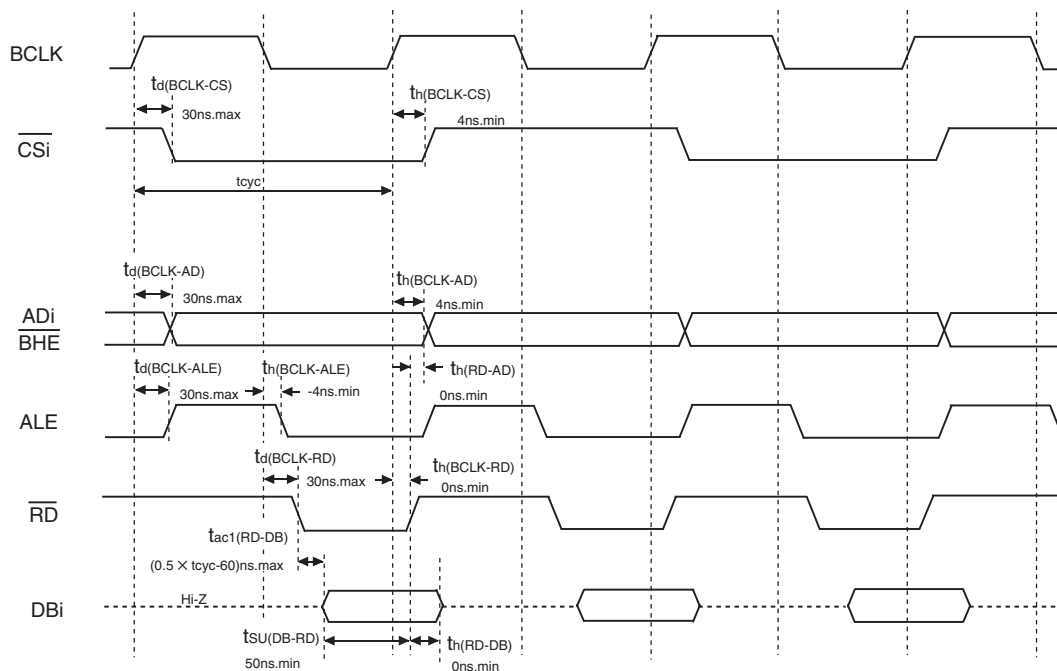 BCLK
td(BCLK-CS)
30ns.max
th(BCLK-CS)
4ns.min
CSi
tcyc
td(BCLK-AD)
30ns.max
th(BCLK-AD)
4ns.min
ADi
BHE
td(BCLK-ALE)
30ns.max
th(BCLK-ALE)
-4ns.min
th(RD-AD)
0ns.min
ALE
td(BCLK-RD)
30ns.max
th(BCLK-RD)
0ns.min
RD
tac1(RD-DB)
(0.5 × tcyc-60)ns.max
Hi-Z
DBi
tSU(DB-RD)
50ns.min
th(RD-DB)
0ns.min